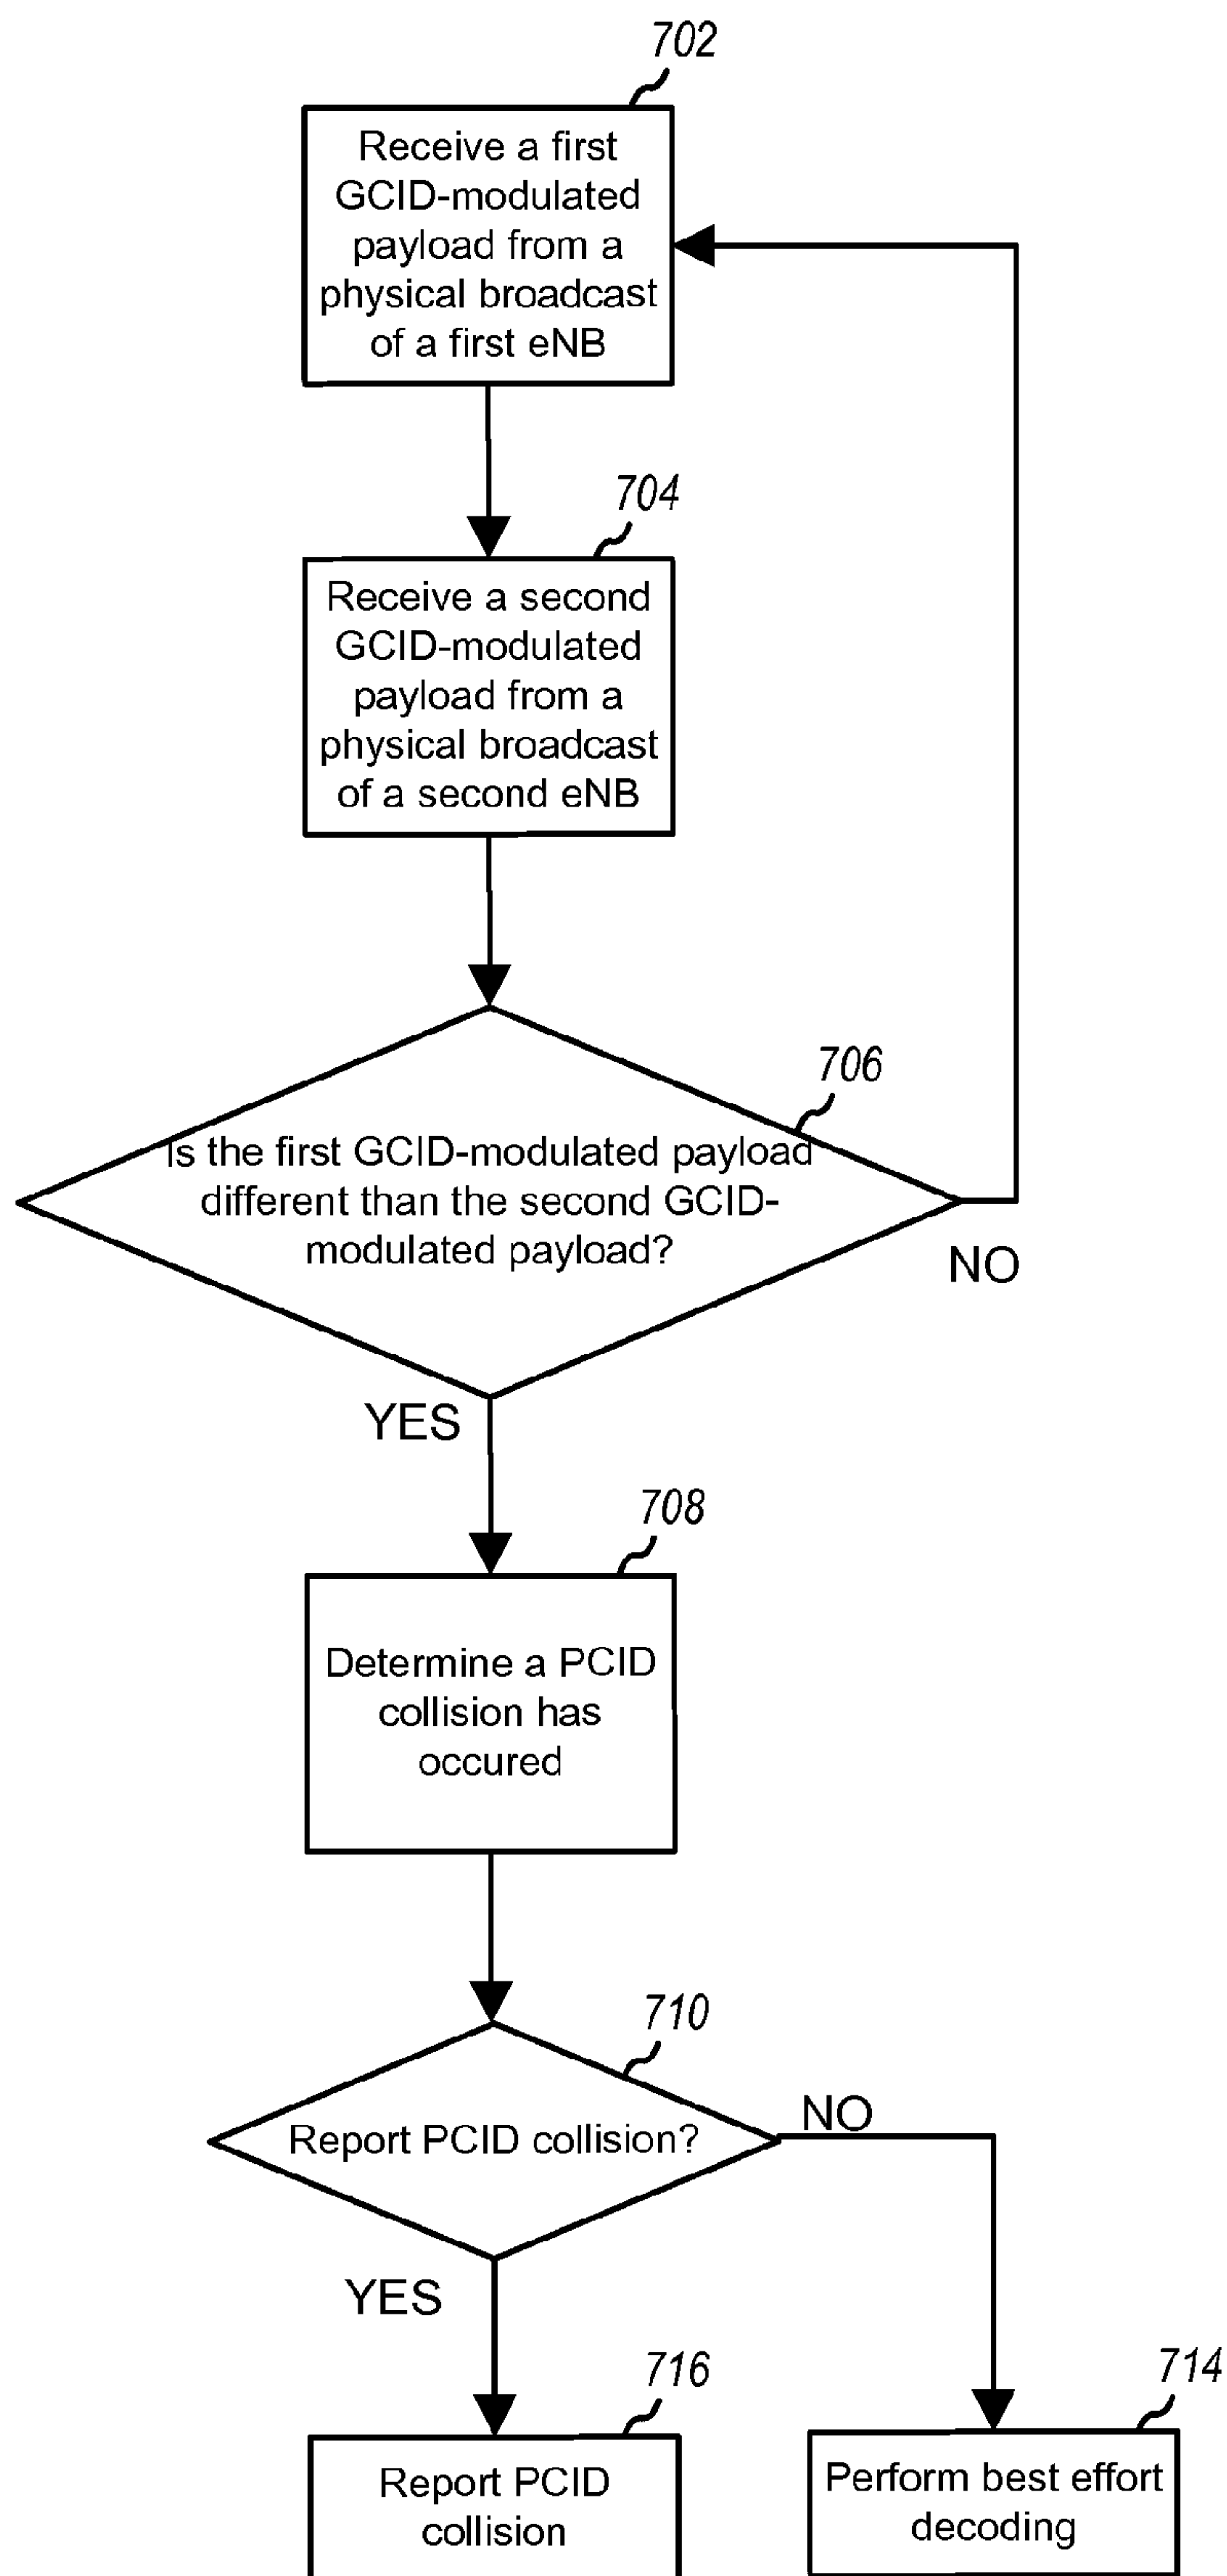 702
Receive a first
GCID-modulated
payload from a
physical broadcast
of a first eNB
704
Receive a second
GCID-modulated
payload from a
physical broadcast
of a second eNB
706
Is the first GCID-modulated payload
different than the second GCID-
modulated payload?
NO
YES
708
Determine a PCID
collision has
occured
710
Report PCID collision?
NO
YES
716
Report PCID
collision
714
Perform best effort
decoding